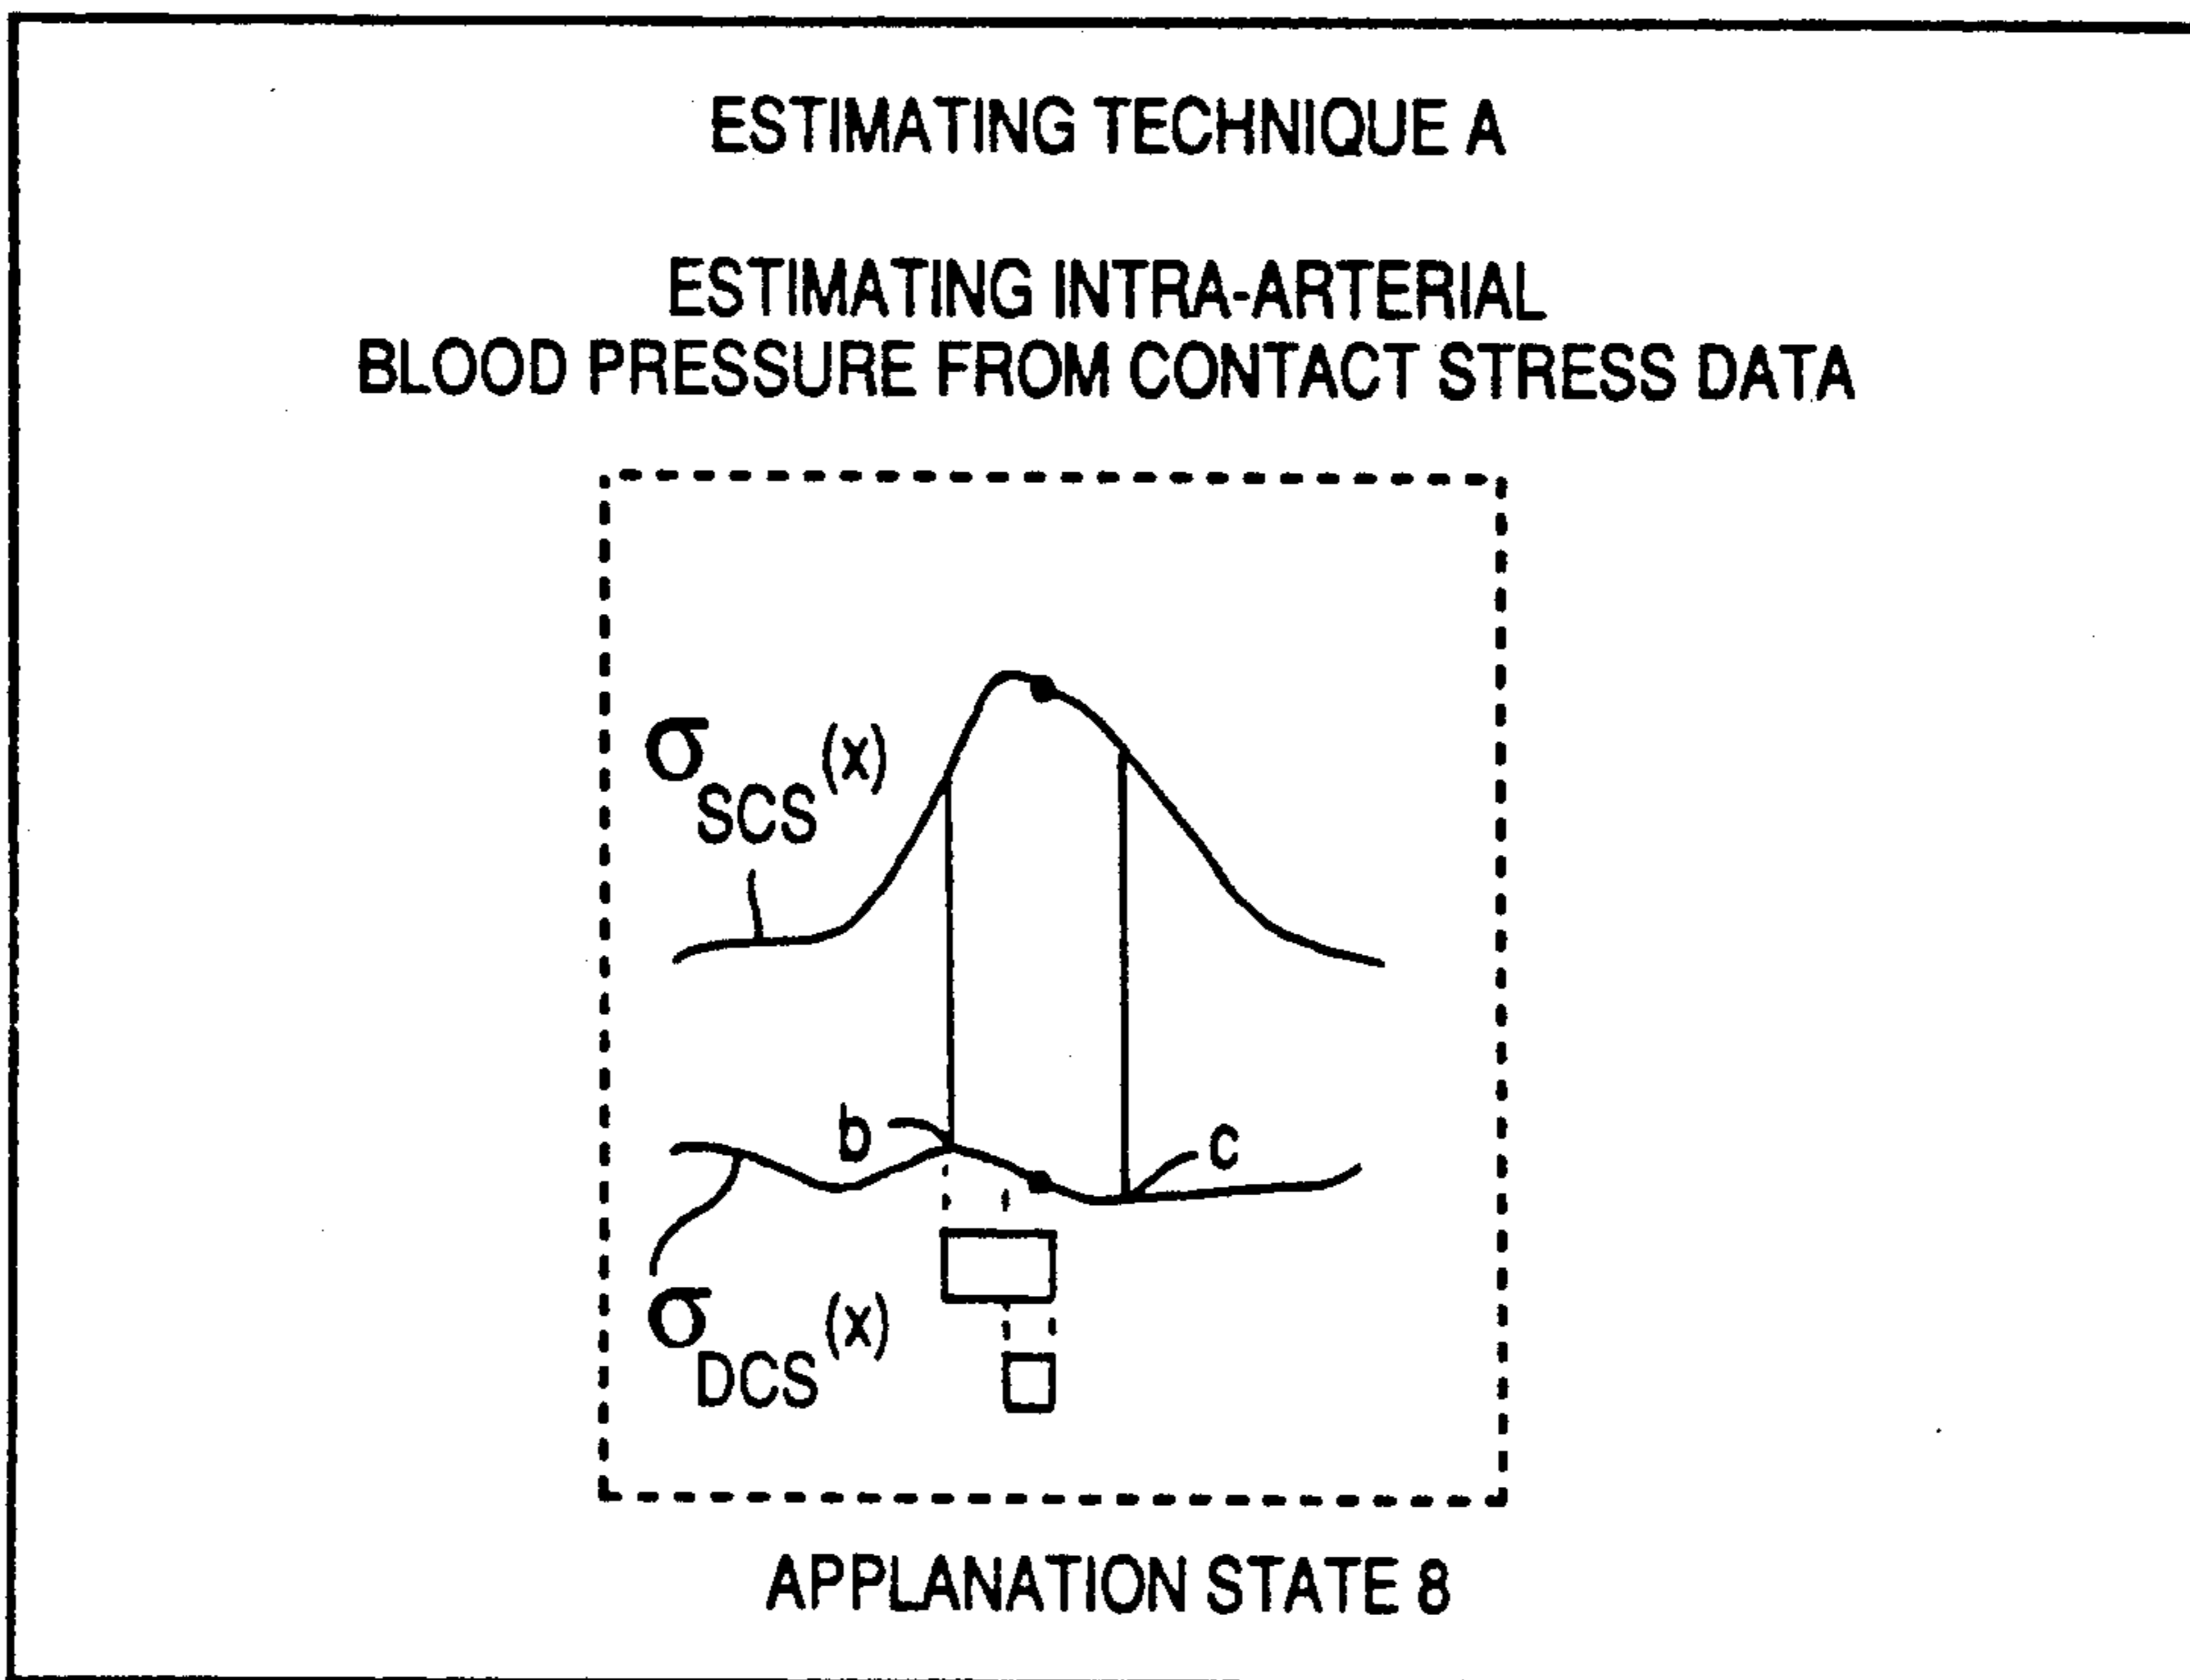 ESTIMATING TECHNIQUE A
ESTIMATING INTRA-ARTERIAL
BLOOD PRESSURE FROM CONTACT STRESS DATA
σSCS(x)
b
c
σDCS(x)
APPLANATION STATE 8